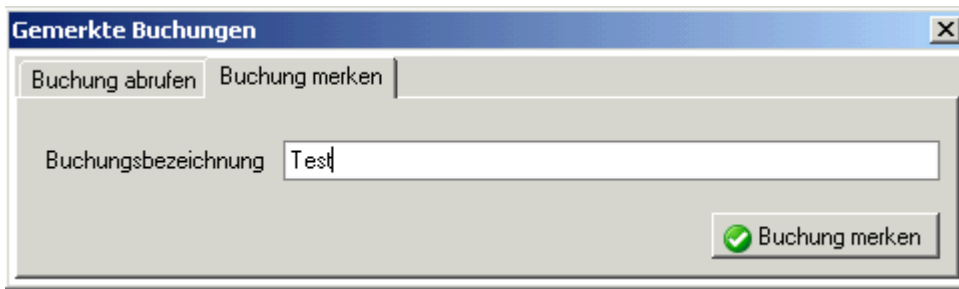 Gemerkte Buchungen
Buchung abrufen Buchung merken
Buchungsbezeichnung Test
Buchung merken